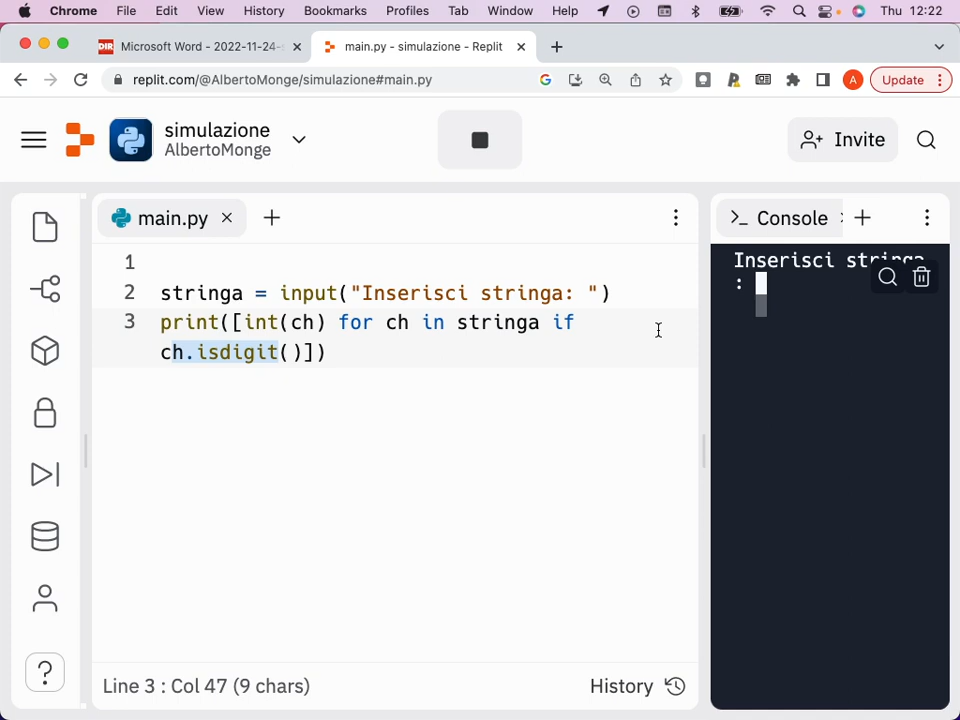 Chrome File Edit View History Bookmarks Profiles Tab Window Help Thu 12:22
DIR Microsoft Word - 2022-11-24- main.py - simulazione - Replit
replit.com/@AlbertoMonge/simulazione#main.py A Update
simulazione
AlbertoMonge
Invite
main.py
Console
1
2 stringa = input("Inserisci stringa: ")
3 print([int(ch) for ch in stringa if
ch.isdigit()])
Inserisci stringa
:
?
Line 3 : Col 47 (9 chars)
History